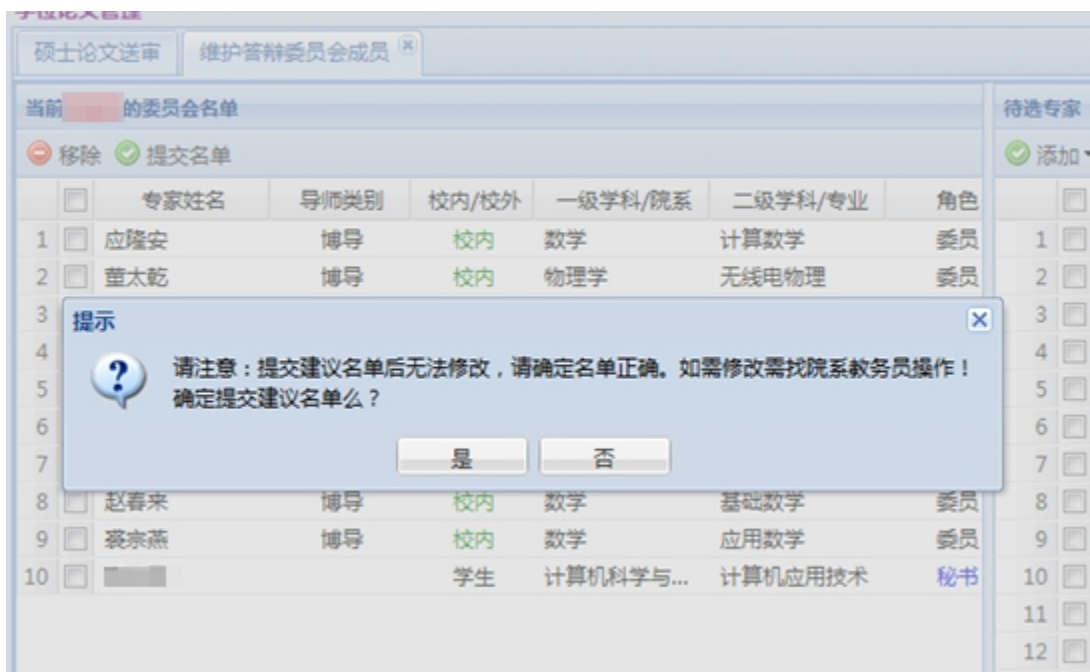 学位论文管理
硕士论文送审 维护答辩委员会成员
当前 的委员会名单 待选专家
移除 提交名单 添加
专家姓名 导师类别 校内/校外 一级学科/院系 二级学科/专业 角色
1 应隆安 博导 校内 数学 计算数学 委员 1
2 董太乾 博导 校内 物理学 无线电物理 委员 2
3 提示 3
4 请注意：提交建议名单后无法修改，请确定名单正确。如需修改需找院系教务员操作！ 4
5 确定提交建议名单么？ 5
6 6
7 是 否 7
8 赵春来 博导 校内 数学 基础数学 委员 8
9 裘宗燕 博导 校内 数学 应用数学 委员 9
10 学生 计算机科学与... 计算机应用技术 秘书 10
11
12